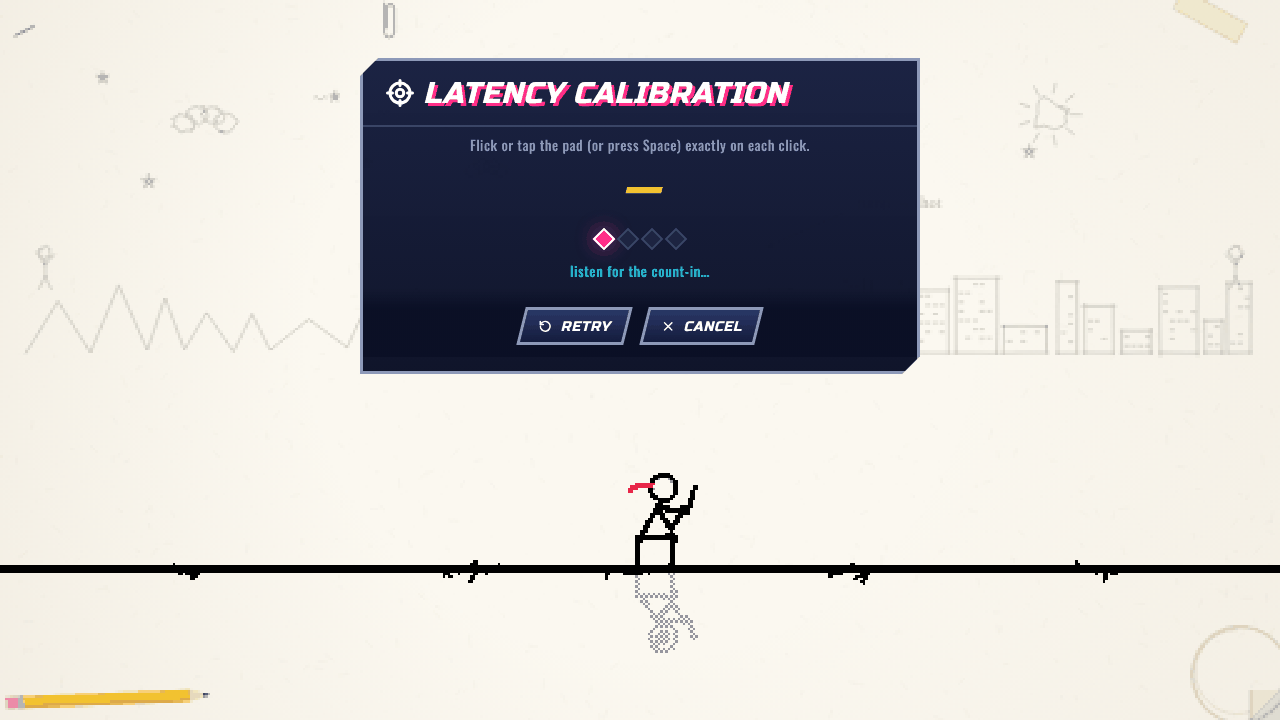 LATENCY CALIBRATION
Flick or tap the pad (or press Space) exactly on each click.
listen for the count-in...
RETRY
CANCEL